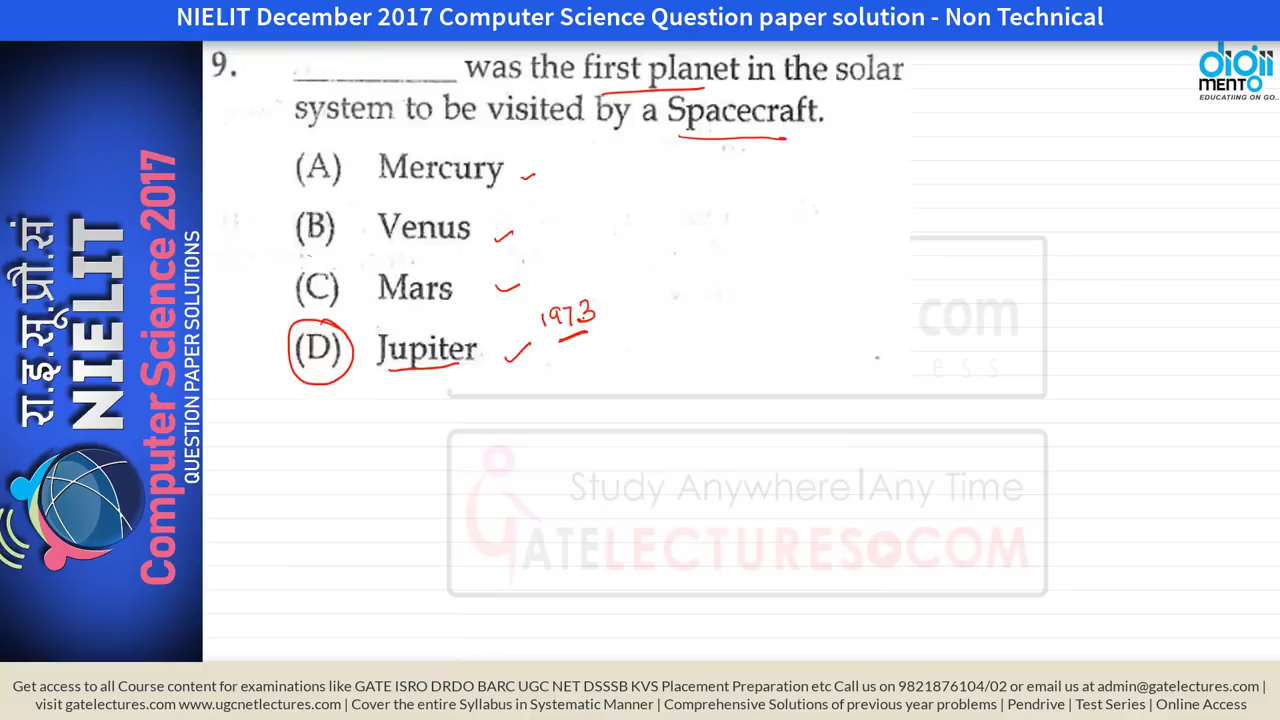 NIELIT December 2017 Computer Science Question paper solution - Non Technical
digii
MENTO
EDUCATIING ON GO..
रा.इ.सू.प्रौ.सं
NIELIT
Computer Science 2017
QUESTION PAPER SOLUTIONS
9. ________ was the first planet in the solar
system to be visited by a Spacecraft.
(A) Mercury
(B) Venus
(C) Mars
1973
(D) Jupiter
com
e s s
Study Anywhere Any Time
GATELECTURES.COM
Get access to all Course content for examinations like GATE ISRO DRDO BARC UGC NET DSSSB KVS Placement Preparation etc Call us on 9821876104/02 or email us at admin@gatelectures.com |
visit gatelectures.com www.ugcnetlectures.com | Cover the entire Syllabus in Systematic Manner | Comprehensive Solutions of previous year problems | Pendrive | Test Series | Online Access